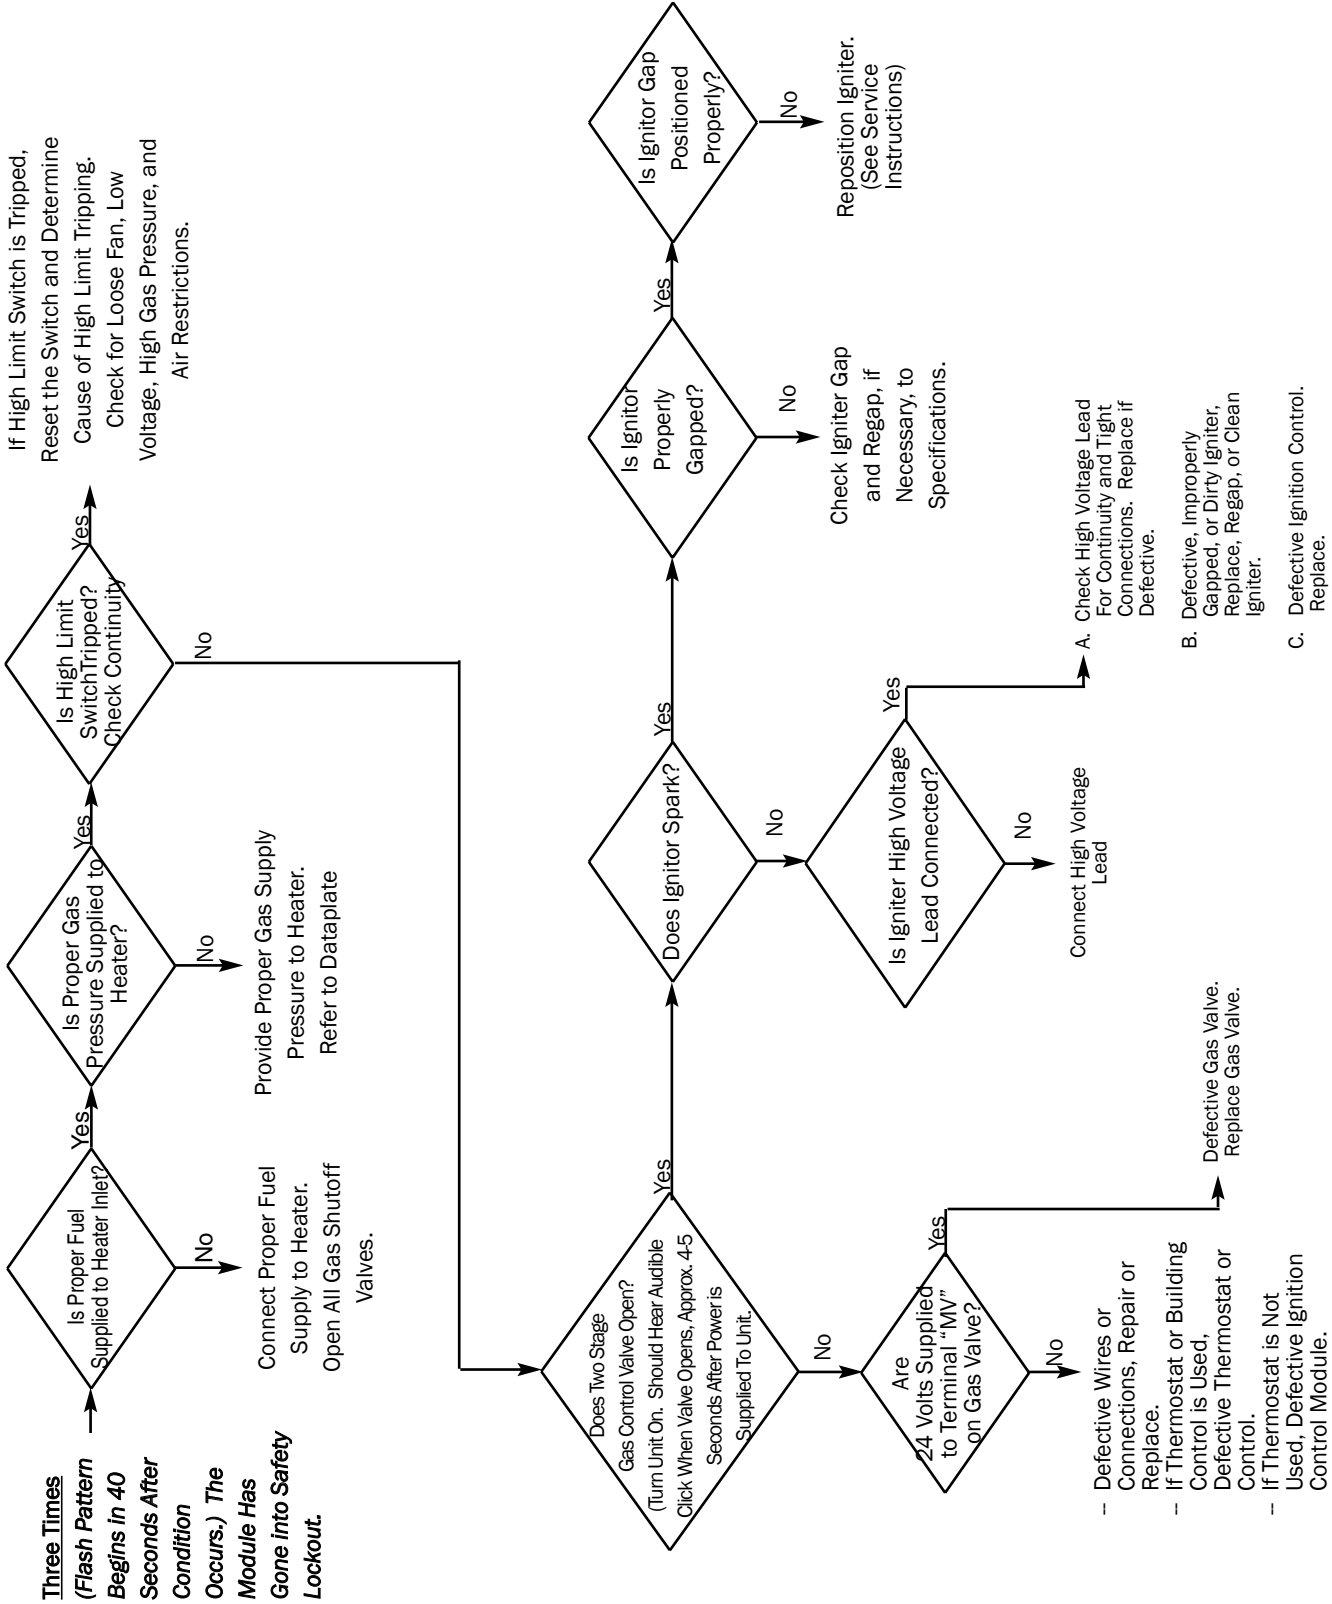 Three Times
(Flash Pattern
Begins in 40
Seconds After
Condition
Occurs.) The
Module Has
Gone into Safety
Lockout.
Is Proper Fuel
Supplied to Heater Inlet?
Yes
No
Connect Proper Fuel
Supply to Heater.
Open All Gas Shutoff
Valves.
Is Proper Gas
Pressure Supplied to
Heater?
Yes
No
Provide Proper Gas Supply
Pressure to Heater.
Refer to Dataplate
Is High Limit
SwitchTripped?
Check Continuity
Yes
No
If High Limit Switch is Tripped,
Reset the Switch and Determine
Cause of High Limit Tripping.
Check for Loose Fan, Low
Voltage, High Gas Pressure, and
Air Restrictions.
Does Two Stage
Gas Control Valve Open?
(Turn Unit On. Should Hear Audible
Click When Valve Opens, Approx. 4-5
Seconds After Power is
Supplied To Unit.
Yes
No
Are
24 Volts Supplied
to Terminal “MV”
on Gas Valve?
Yes
No
Defective Gas Valve.
Replace Gas Valve.
-- Defective Wires or
Connections, Repair or
Replace.
-- If Thermostat or Building
Control is Used,
Defective Thermostat or
Control.
-- If Thermostat is Not
Used, Defective Ignition
Control Module.
Does Ignitor Spark?
Yes
No
Is Igniter High Voltage
Lead Connected?
Yes
No
Connect High Voltage
Lead
A. Check High Voltage Lead
For Continuity and Tight
Connections. Replace if
Defective.
B. Defective, Improperly
Gapped, or Dirty Igniter,
Replace, Regap, or Clean
Igniter.
C. Defective Ignition Control.
Replace.
Is Ignitor
Properly
Gapped?
Yes
No
Check Igniter Gap
and Regap, if
Necessary, to
Specifications.
Is Ignitor Gap
Positioned
Properly?
No
Reposition Igniter.
(See Service
Instructions)